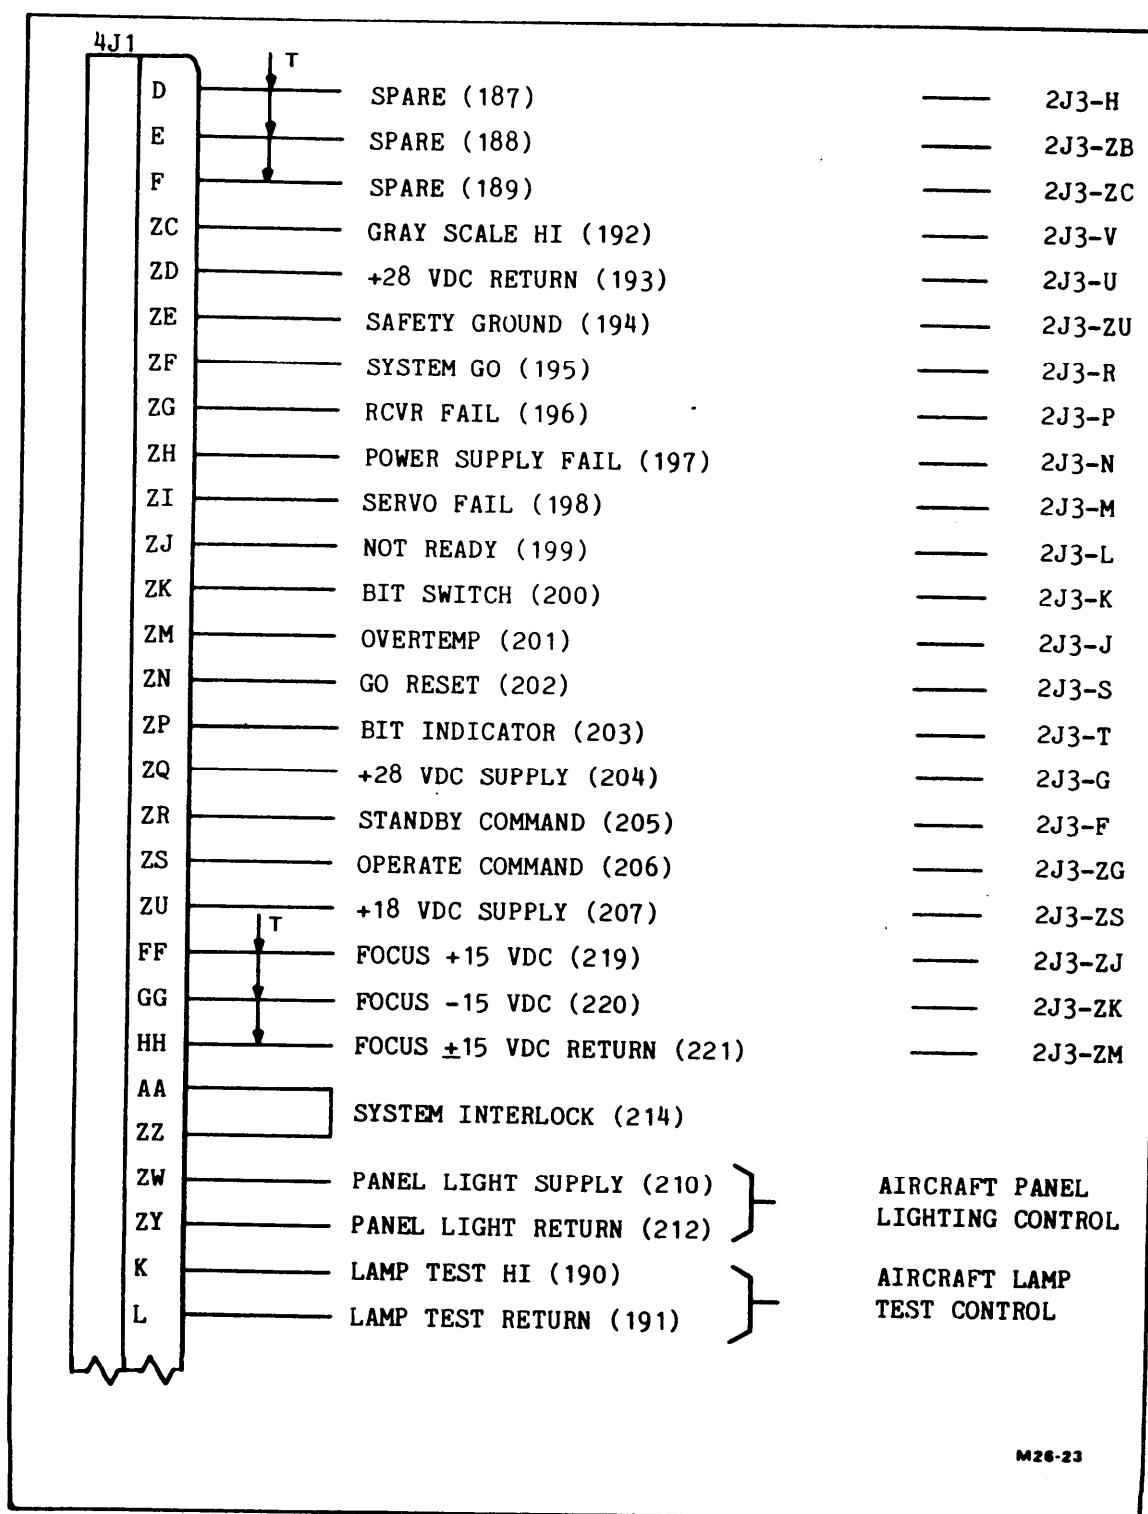 4J1
T
D SPARE (187) 2J3-H
E SPARE (188) 2J3-ZB
F SPARE (189) 2J3-ZC
ZC GRAY SCALE HI (192) 2J3-V
ZD +28 VDC RETURN (193) 2J3-U
ZE SAFETY GROUND (194) 2J3-ZU
ZF SYSTEM GO (195) 2J3-R
ZG RCVR FAIL (196) 2J3-P
ZH POWER SUPPLY FAIL (197) 2J3-N
ZI SERVO FAIL (198) 2J3-M
ZJ NOT READY (199) 2J3-L
ZK BIT SWITCH (200) 2J3-K
ZM OVERTEMP (201) 2J3-J
ZN GO RESET (202) 2J3-S
ZP BIT INDICATOR (203) 2J3-T
ZQ +28 VDC SUPPLY (204) 2J3-G
ZR STANDBY COMMAND (205) 2J3-F
ZS OPERATE COMMAND (206) 2J3-ZG
ZU +18 VDC SUPPLY (207) 2J3-ZS
T
FF FOCUS +15 VDC (219) 2J3-ZJ
GG FOCUS -15 VDC (220) 2J3-ZK
HH FOCUS ±15 VDC RETURN (221) 2J3-ZM
AA
SYSTEM INTERLOCK (214)
ZZ
ZW PANEL LIGHT SUPPLY (210) AIRCRAFT PANEL
ZY PANEL LIGHT RETURN (212) LIGHTING CONTROL
K LAMP TEST HI (190) AIRCRAFT LAMP
L LAMP TEST RETURN (191) TEST CONTROL
M26-23